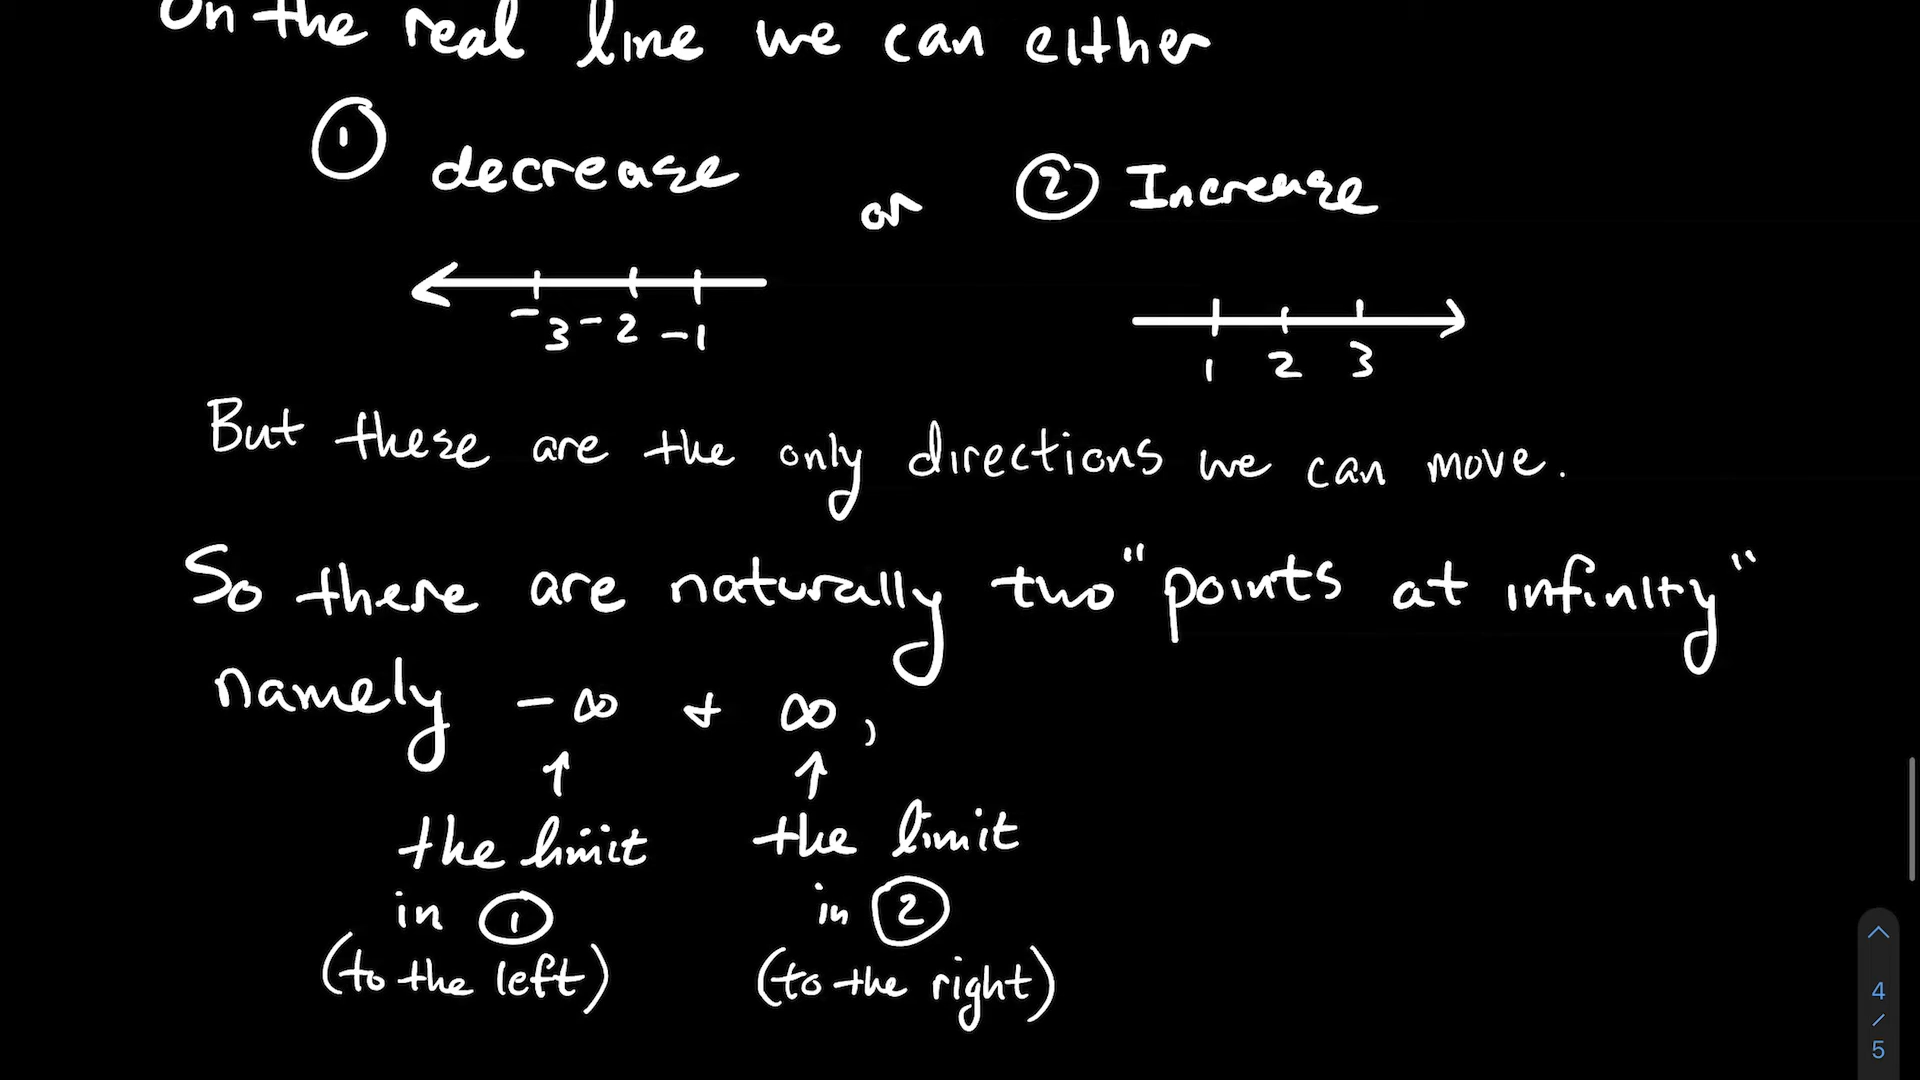 On the real line we can either
① decrease or ② Increase
-3 -2 -1
1 2 3
But these are the only directions we can move.
So there are naturally two "points at infinity"
namely -∞ + ∞,
↑ ↑
the limit the limit
in ① in ②
(to the left) (to the right)
4
/
5